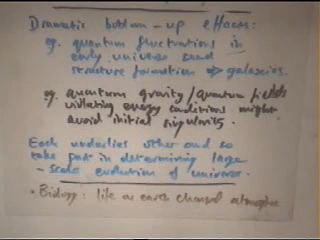 Dramatic bottom-up effects:
eg. quantum fluctuations in
early universe seed
structure formation => galaxies.
eg. quantum gravity/quantum fields
violating energy conditions might
avoid initial singularity.
Each underlies other and so
take part in determining large
-scale evolution of universe.
• Biology: life on earth changed atmosphere